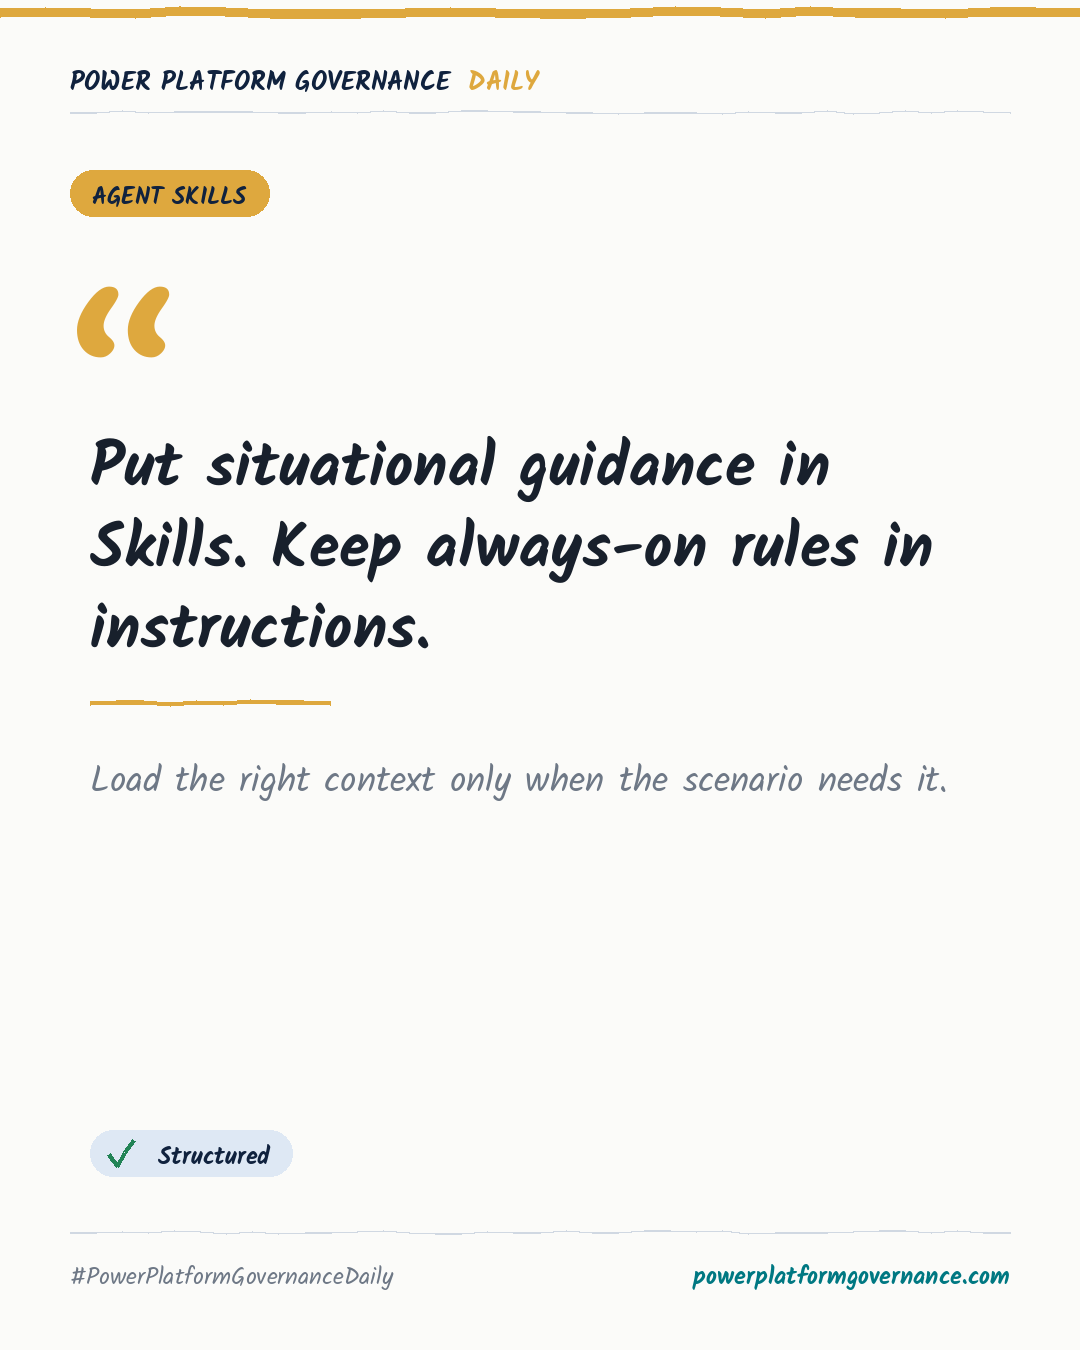 POWER PLATFORM GOVERNANCE DAILY
AGENT SKILLS
“
Put situational guidance in
Skills. Keep always-on rules in
instructions.
Load the right context only when the scenario needs it.
✓ Structured
#PowerPlatformGovernanceDaily
powerplatformgovernance.com